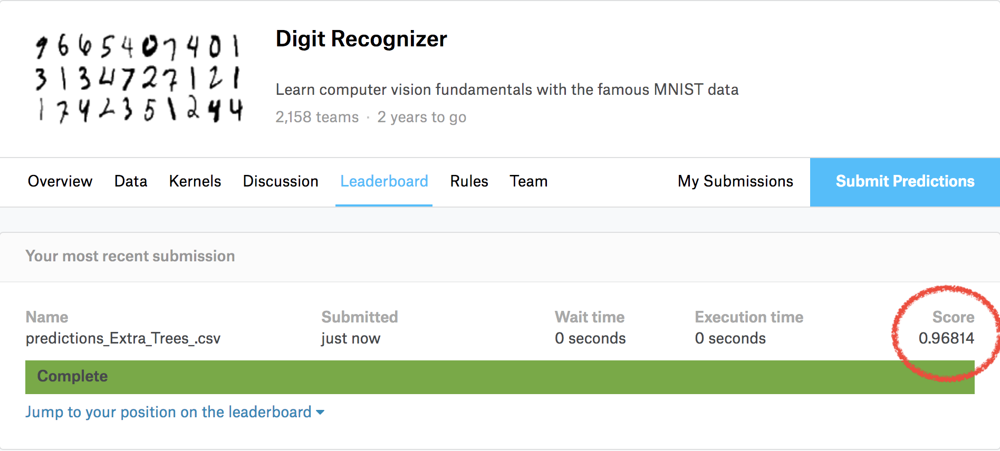 9 6 6 5 4 0 7 4 0 1
3 1 3 4 7 2 7 1 2 1
1 7 4 2 3 5 1 2 4 4
Digit Recognizer
Learn computer vision fundamentals with the famous MNIST data
2,158 teams · 2 years to go
Overview Data Kernels Discussion Leaderboard Rules Team My Submissions Submit Predictions
Your most recent submission
Name Submitted Wait time Execution time Score
predictions_Extra_Trees_.csv just now 0 seconds 0 seconds 0.96814
Complete
Jump to your position on the leaderboard